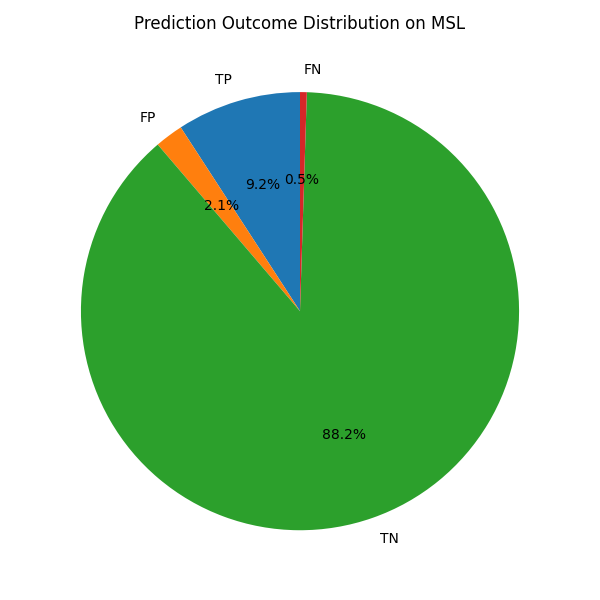 Prediction Outcome Distribution on MSL
FN
TP
FP
9.2%
0.5%
2.1%
88.2%
TN